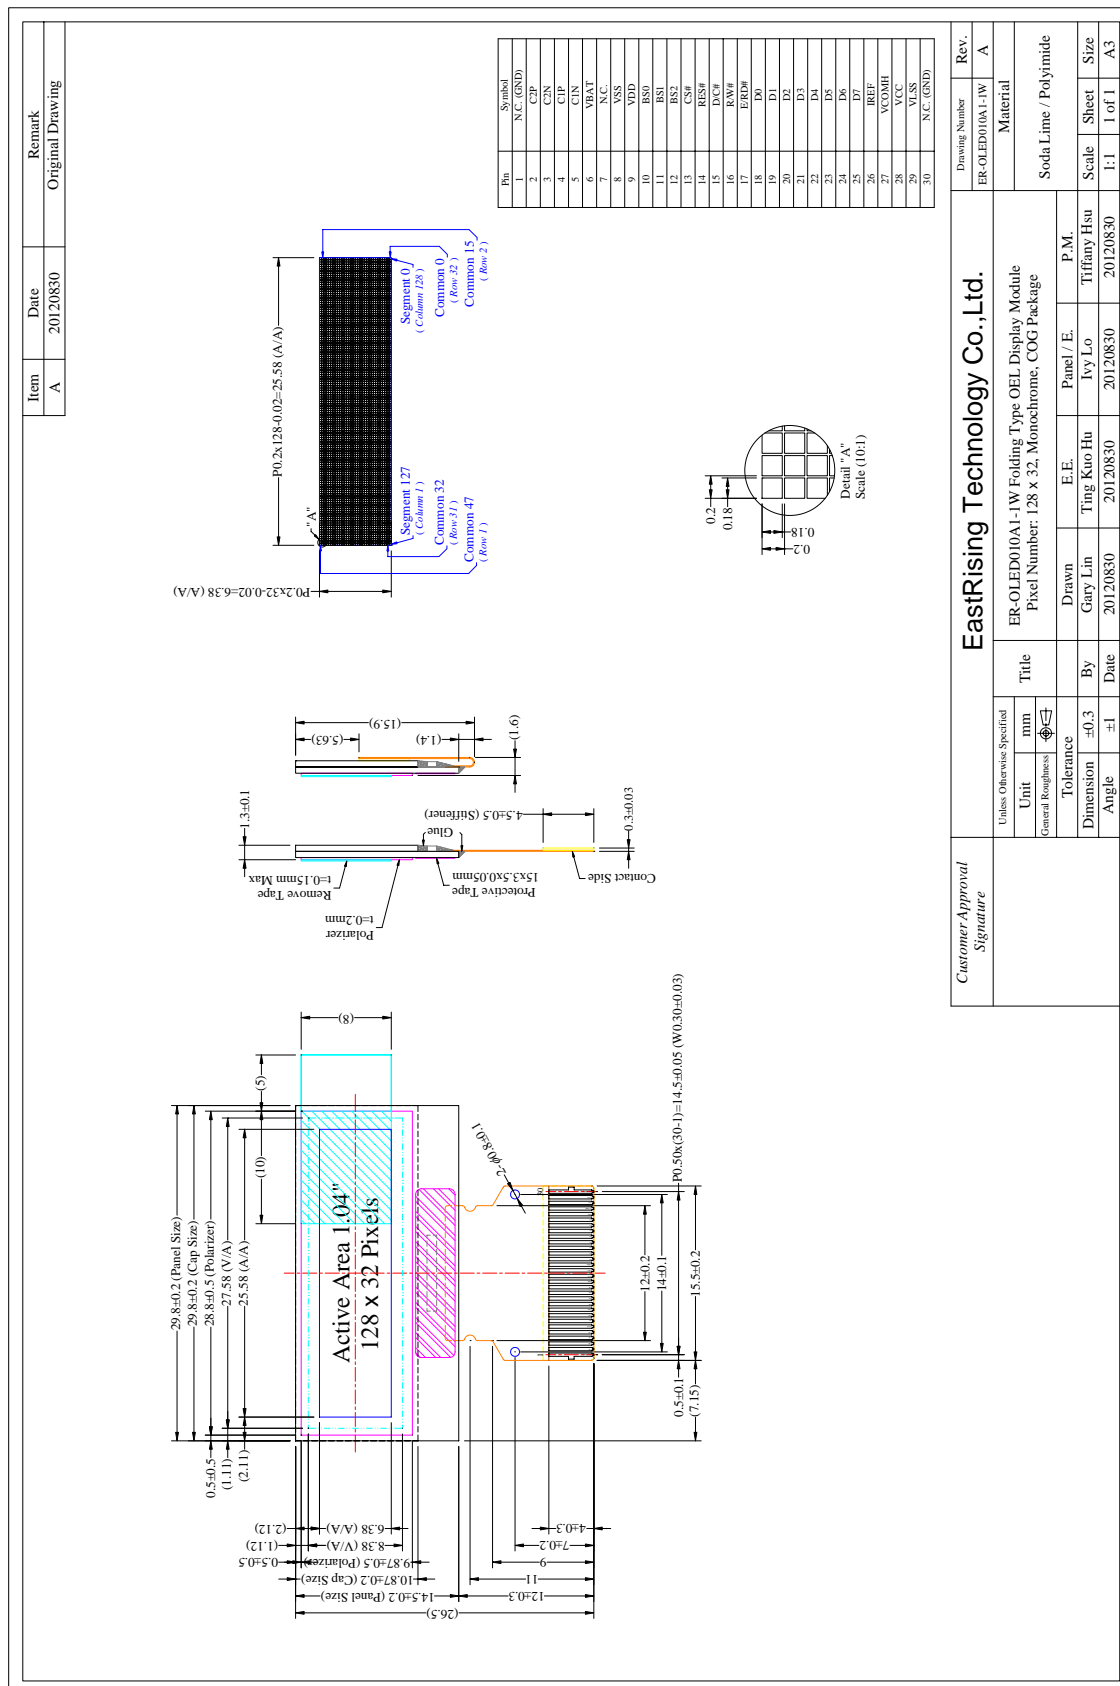 Item Date Remark
A 20120830 Original Drawing
29.8±0.2 (Panel Size)
29.8±0.2 (Cap Size)
28.8±0.5 (Polarizer)
27.58 (V/A)
25.58 (A/A)
0.5±0.5
(1.11)
(2.11)
(10)
(5)
(8)
Active Area 1.04"
128 x 32 Pixels
(2.12)
6.38 (A/A)
(1.12)
8.38 (V/A)
0.5±0.5
9.87±0.5 (Polarizer)
10.87±0.2 (Cap Size)
14.5±0.2 (Panel Size)
(26.5)
12±0.3
11
9
7±0.2
4±0.3
2-φ0.8±0.1
30
12±0.2
14±0.1
15.5±0.2
P0.50x(30-1)=14.5±0.05 (W0.30±0.03)
0.5±0.1
(7.15)
1.3±0.1
Remove Tape
t=0.15mm Max
Polarizer
t=0.2mm
Protective Tape
15x3.5x0.05mm
Glue
4.5±0.5 (Stiffener)
0.3±0.03
Contact Side
(15.9)
(5.63)
(1.4)
(1.6)
P0.2x128-0.02=25.58 (A/A)
P0.2x32-0.02=6.38 (A/A)
"A"
Segment 127
( Column 1 )
Common 32
( Row 31 )
Common 47
( Row 1 )
Segment 0
( Column 128 )
Common 0
( Row 32 )
Common 15
( Row 2 )
0.2
0.18
0.18
0.2
Detail "A"
Scale (10:1)
Pin Symbol
1 N.C. (GND)
2 C2P
3 C2N
4 C1P
5 C1N
6 VBAT
7 N.C.
8 VSS
9 VDD
10 BS0
11 BS1
12 BS2
13 CS#
14 RES#
15 D/C#
16 R/W#
17 E/RD#
18 D0
19 D1
20 D2
21 D3
22 D4
23 D5
24 D6
25 D7
26 IREF
27 VCOMH
28 VCC
29 VLSS
30 N.C. (GND)
Customer Approval
Signature
EastRising Technology Co.,Ltd.
Drawing Number Rev.
ER-OLED010A1-1W A
Unless Otherwise Specified
Unit mm
General Roughness
Tolerance
Dimension ±0.3
Angle ±1
Title
ER-OLED010A1-1W Folding Type OEL Display Module
Pixel Number: 128 x 32, Monochrome, COG Package
Material
Soda Lime / Polyimide
Drawn E.E. Panel / E. P.M.
By Gary Lin Ting Kuo Hu Ivy Lo Tiffany Hsu
Date 20120830 20120830 20120830 20120830
Scale Sheet Size
1:1 1 of 1 A3